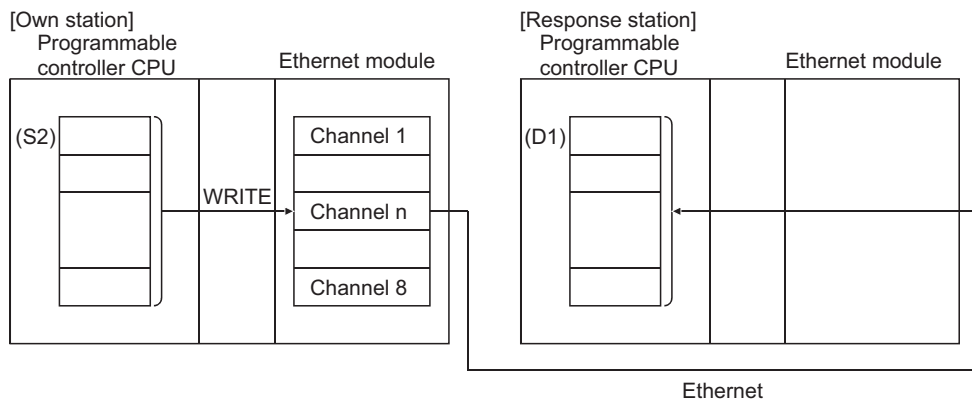 [Own station]
Programmable
controller CPU
Ethernet module
(S2)
WRITE
Channel 1
Channel n
Channel 8
[Response station]
Programmable
controller CPU
Ethernet module
(D1)
Ethernet